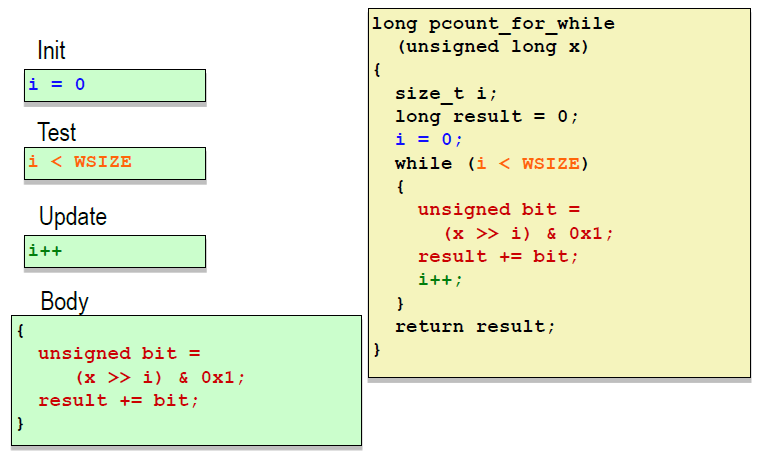 Init
i = 0
Test
i < WSIZE
Update
i++
Body
{
  unsigned bit =
     (x >> i) & 0x1;
  result += bit;
}
long pcount_for_while
  (unsigned long x)
{
  size_t i;
  long result = 0;
  i = 0;
  while (i < WSIZE)
  {
    unsigned bit =
      (x >> i) & 0x1;
    result += bit;
    i++;
  }
  return result;
}